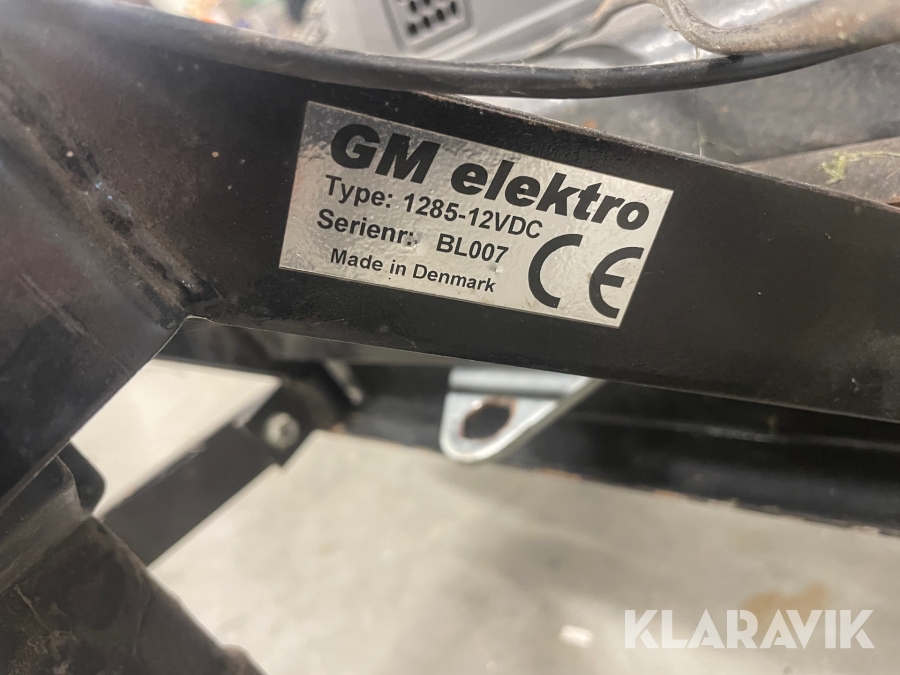 GM elektro
Type: 1285-12VDC
Serienr: BL007
Made in Denmark
CE
KLARAVIK